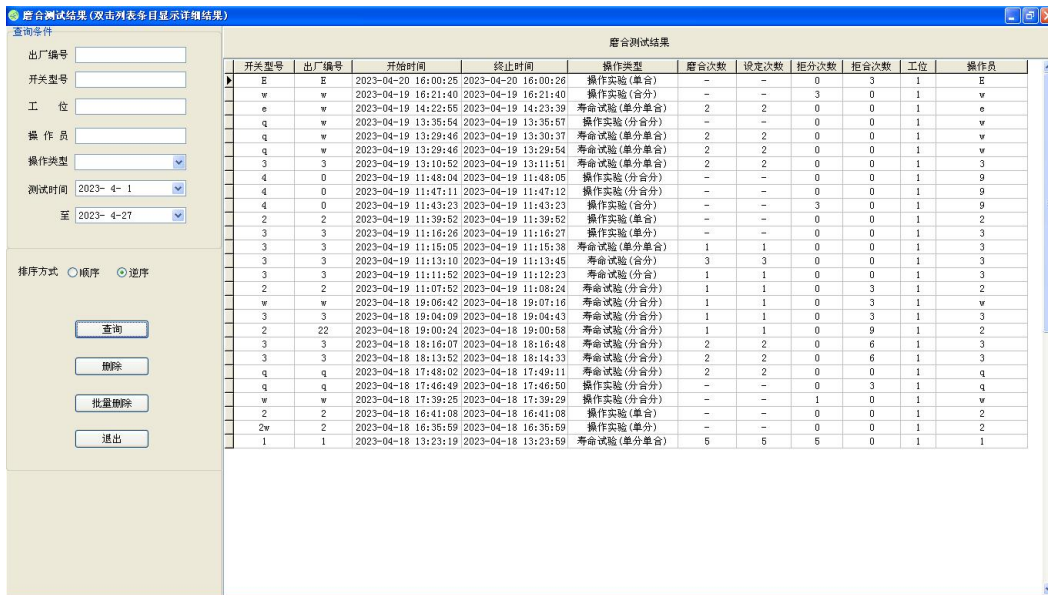 磨合测试结果(双击列表条目显示详细结果)
查询条件
出厂编号
开关型号
工 位
操 作 员
操作类型
测试时间 2023- 4- 1
至 2023- 4-27
排序方式 顺序 逆序
查询
删除
批量删除
退出
磨合测试结果
开关型号 出厂编号 开始时间 终止时间 操作类型 磨合次数 设定次数 拒分次数 拒合次数 工位 操作员
E E 2023-04-20 16:00:25 2023-04-20 16:00:26 操作实验(单合) - - 0 3 1 E
w w 2023-04-19 16:21:40 2023-04-19 16:21:40 操作实验(合分) - - 3 0 1 w
e w 2023-04-19 14:22:55 2023-04-19 14:23:39 寿命试验(单分单合) 2 2 0 0 1 e
q w 2023-04-19 13:35:54 2023-04-19 13:35:57 操作实验(分合分) - - 0 0 1 w
q w 2023-04-19 13:29:46 2023-04-19 13:30:37 寿命试验(单分单合) 2 2 0 0 1 w
q w 2023-04-19 13:29:46 2023-04-19 13:29:54 寿命试验(单分单合) 2 2 0 0 1 w
3 3 2023-04-19 13:10:52 2023-04-19 13:11:51 寿命试验(单分单合) 2 2 0 0 1 3
4 0 2023-04-19 11:48:04 2023-04-19 11:48:05 操作实验(分合分) - - 0 0 1 9
4 0 2023-04-19 11:47:11 2023-04-19 11:47:12 操作实验(分合分) - - 0 0 1 9
4 0 2023-04-19 11:43:23 2023-04-19 11:43:23 操作实验(合分) - - 3 0 1 9
2 2 2023-04-19 11:39:52 2023-04-19 11:39:52 操作实验(单合) - - 0 0 1 2
3 3 2023-04-19 11:16:26 2023-04-19 11:16:27 操作实验(单合) - - 0 0 1 3
3 3 2023-04-19 11:15:05 2023-04-19 11:15:38 寿命试验(单分单合) 1 1 0 0 1 3
3 3 2023-04-19 11:13:10 2023-04-19 11:13:45 寿命试验(合分) 3 3 0 0 1 3
3 3 2023-04-19 11:11:52 2023-04-19 11:12:23 寿命试验(分合) 1 1 0 0 1 3
2 2 2023-04-19 11:07:52 2023-04-19 11:08:24 寿命试验(分合分) 1 1 0 3 1 2
w w 2023-04-18 19:06:42 2023-04-18 19:07:16 寿命试验(分合分) 1 1 0 3 1 w
3 3 2023-04-18 19:04:09 2023-04-18 19:04:43 寿命试验(分合分) 1 1 0 3 1 3
2 22 2023-04-18 19:00:24 2023-04-18 19:00:58 寿命试验(分合分) 1 1 0 9 1 2
3 3 2023-04-18 18:16:07 2023-04-18 18:16:48 寿命试验(分合分) 2 2 0 6 1 3
3 3 2023-04-18 18:13:52 2023-04-18 18:14:33 寿命试验(分合分) 2 2 0 6 1 3
q q 2023-04-18 17:48:02 2023-04-18 17:49:11 寿命试验(分合分) 2 2 0 0 1 q
q q 2023-04-18 17:46:49 2023-04-18 17:46:50 操作实验(分合分) - - 0 3 1 q
w w 2023-04-18 17:39:25 2023-04-18 17:39:29 操作实验(分合分) - - 1 0 1 w
2 2 2023-04-18 16:41:08 2023-04-18 16:41:08 操作实验(单合) - - 0 0 1 2
2w 2 2023-04-18 16:35:59 2023-04-18 16:35:59 操作实验(单分) - - 0 0 1 2
1 1 2023-04-18 13:23:19 2023-04-18 13:23:59 寿命试验(单分单合) 5 5 5 0 1 1